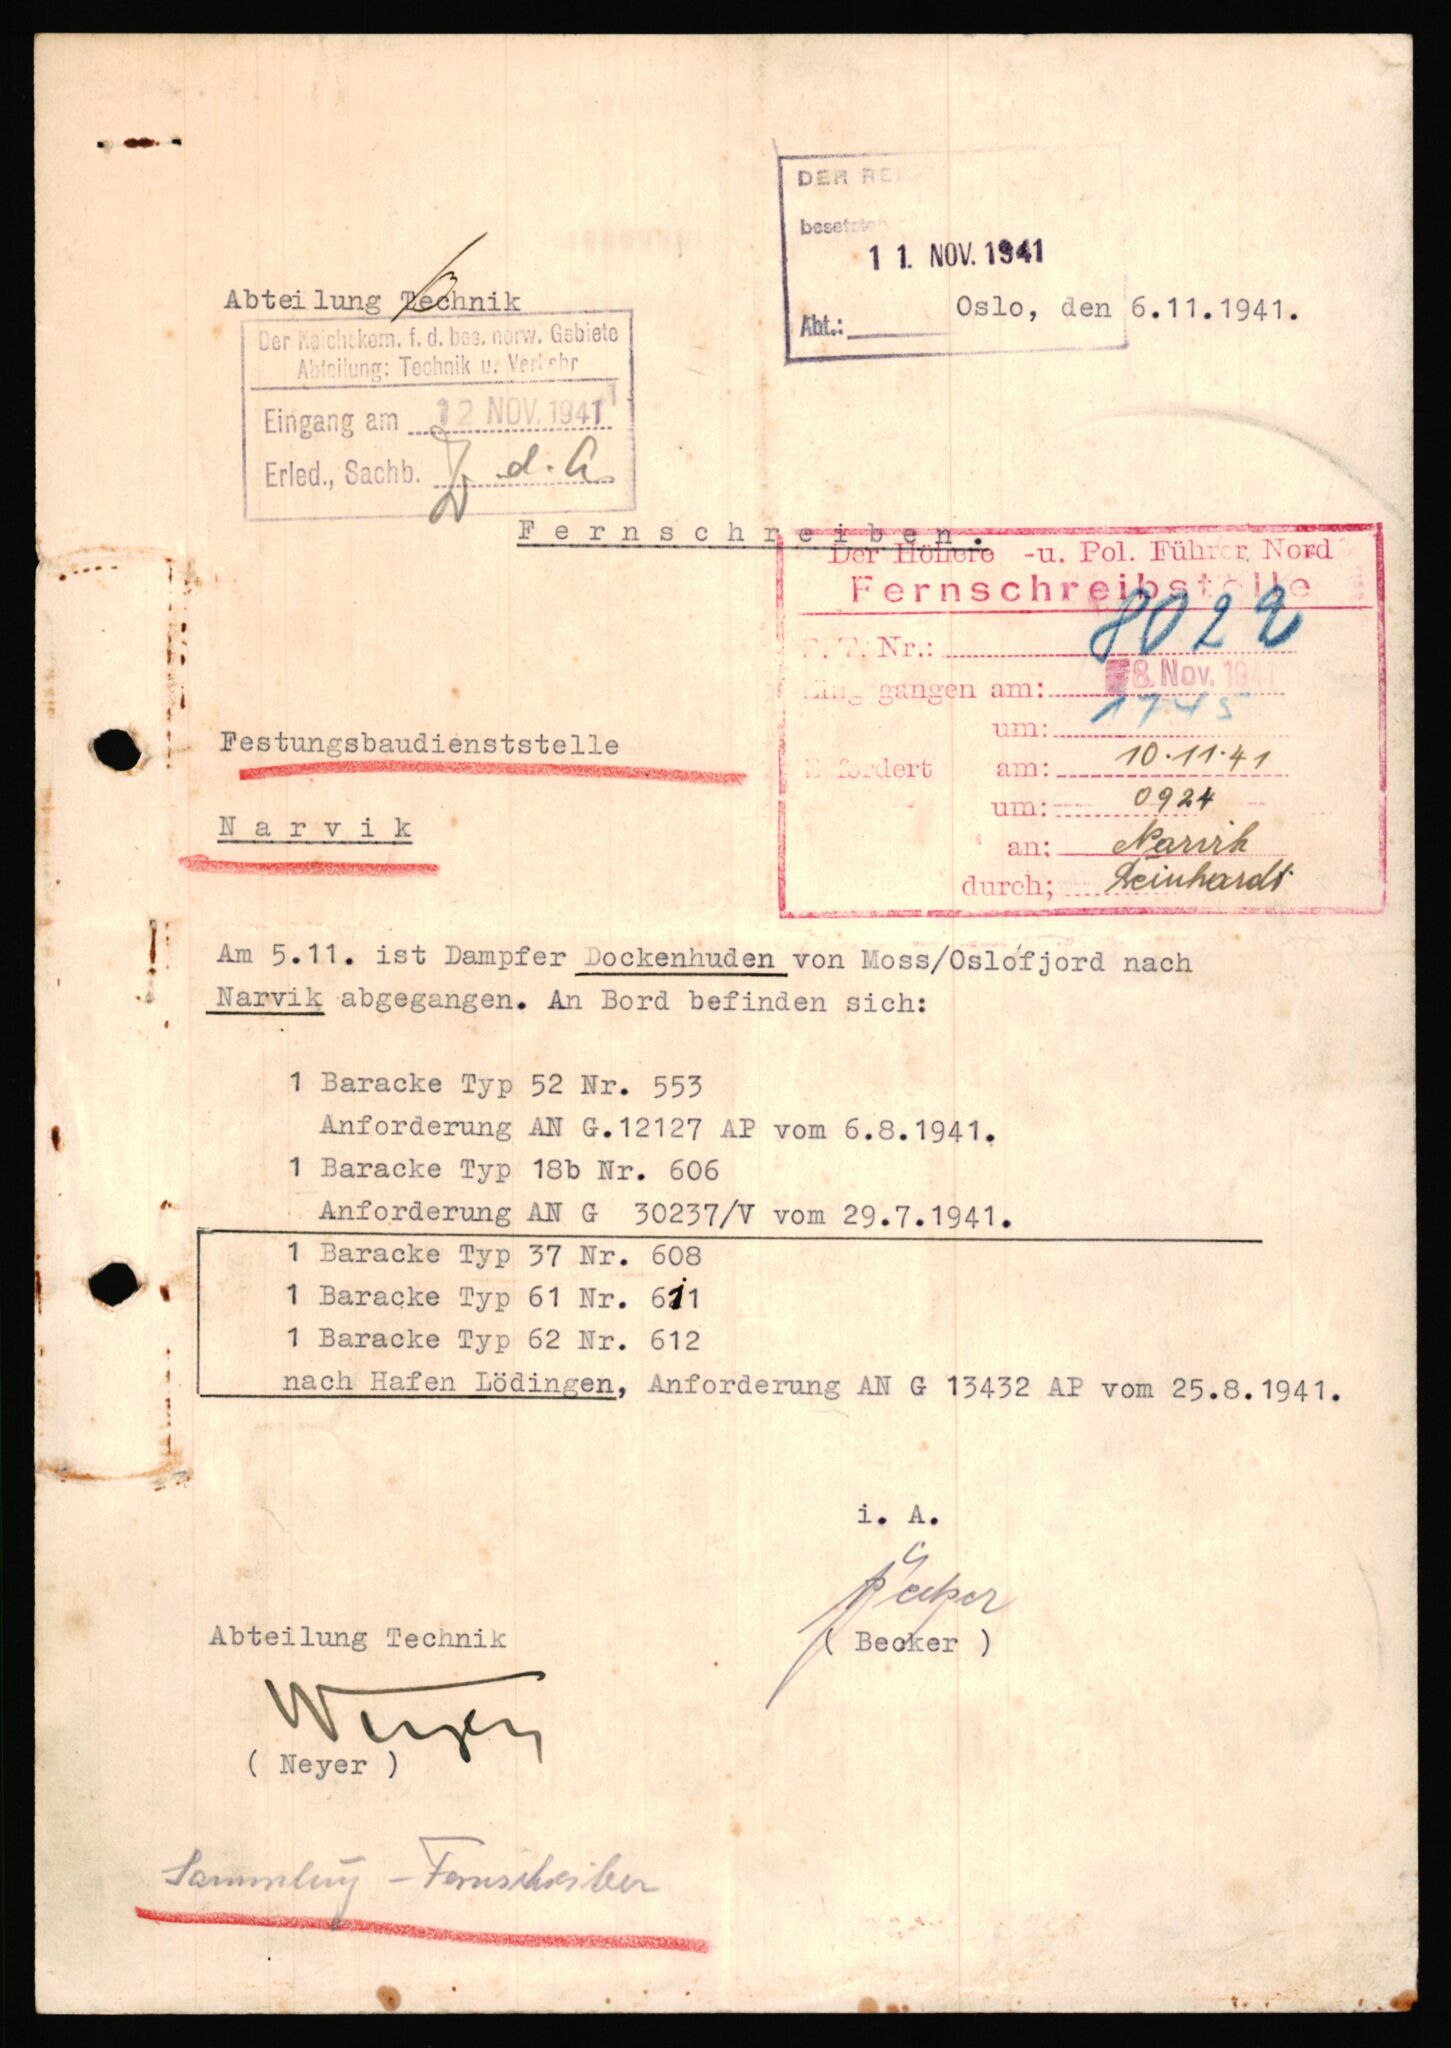 DER REI
besetzten
11. NOV. 1941
Abt.:
Abteilung Technik
Oslo, den 6.11.1941.
Der Reichskom. f. d. bes. norw. Gebiete
Abteilung: Technik u. Verkehr
Eingang am 12 NOV. 1941
Erled., Sachb. d. A
Fernschreiben.
Der Höhere -u. Pol. Führer Nord
Fernschreibstelle
F. T. Nr.: 8022
Eingegangen am: 8. Nov. 1941
um: 1745
Befördert am: 10.11.41
um: 0924
an: Narvik
durch; Reinhardt
Festungsbaudienststelle
Narvik
Am 5.11. ist Dampfer Dockenhuden von Moss/Oslofjord nach
Narvik abgegangen. An Bord befinden sich:
1 Baracke Typ 52 Nr. 553
Anforderung AN G.12127 AP vom 6.8.1941.
1 Baracke Typ 18b Nr. 606
Anforderung AN G 30237/V vom 29.7.1941.
1 Baracke Typ 37 Nr. 608
1 Baracke Typ 61 Nr. 611
1 Baracke Typ 62 Nr. 612
nach Hafen Lödingen, Anforderung AN G 13432 AP vom 25.8.1941.
i. A.
Becker
( Becker )
Abteilung Technik
( Neyer )
Sammlung - Fernschreiben